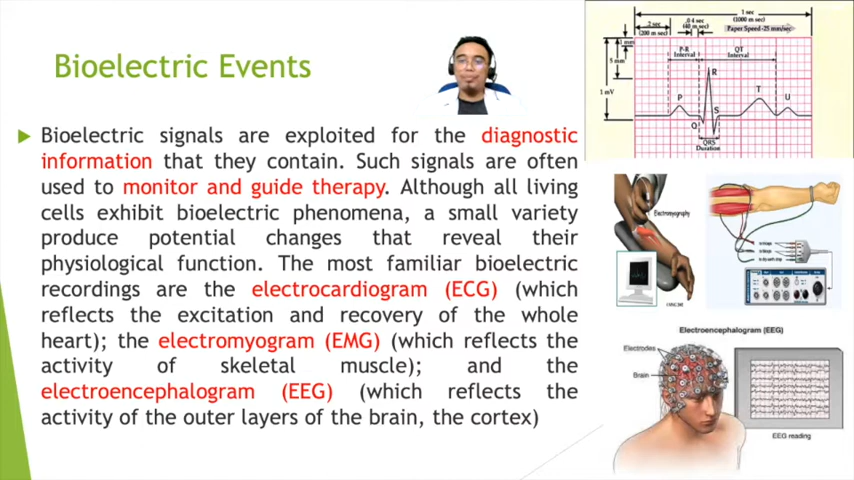 Bioelectric Events
Bioelectric signals are exploited for the diagnostic
information that they contain. Such signals are often
used to monitor and guide therapy. Although all living
cells exhibit bioelectric phenomena, a small variety
produce potential changes that reveal their
physiological function. The most familiar bioelectric
recordings are the electrocardiogram (ECG) (which
reflects the excitation and recovery of the whole
heart); the electromyogram (EMG) (which reflects the
activity of skeletal muscle); and the
electroencephalogram (EEG) (which reflects the
activity of the outer layers of the brain, the cortex)
1 sec
(1000 m sec)
.2 sec
(200 m sec)
.04 sec
(40 m sec)
Paper Speed-25 mm/sec
1 mm
5 mm
1 mV
P-R
Interval
QT
Interval
R
P
T
U
Q
S
QRS
Duration
Electromyography
Electroencephalogram (EEG)
Electrodes
Brain
EEG reading